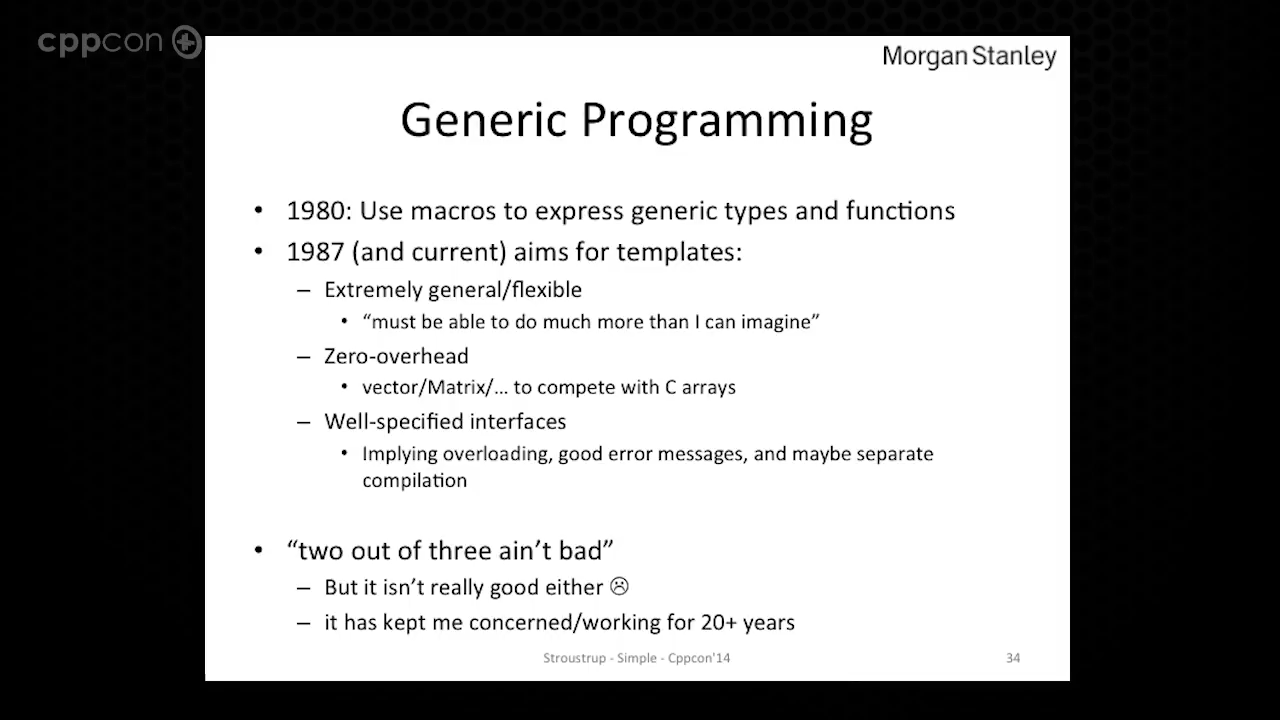 cppcon
Morgan Stanley
Generic Programming
• 1980: Use macros to express generic types and functions
• 1987 (and current) aims for templates:
– Extremely general/flexible
• “must be able to do much more than I can imagine”
– Zero-overhead
• vector/Matrix/… to compete with C arrays
– Well-specified interfaces
• Implying overloading, good error messages, and maybe separate
compilation
• “two out of three ain’t bad”
– But it isn’t really good either ☹
– it has kept me concerned/working for 20+ years
Stroustrup - Simple - Cppcon'14
34